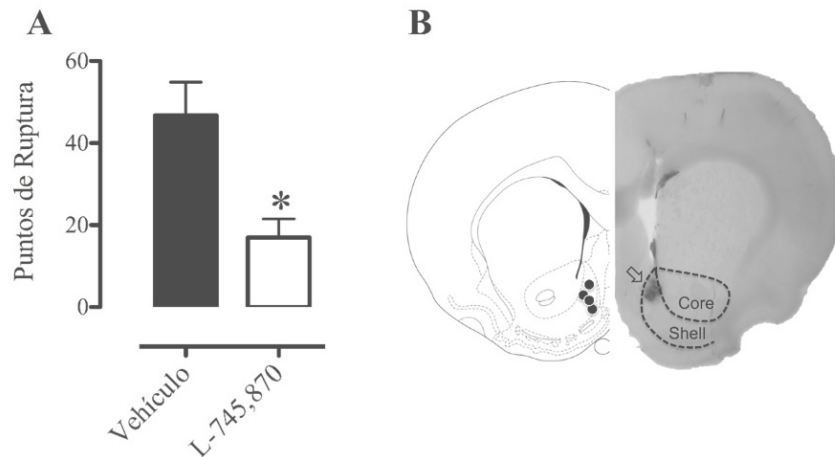 A
Puntos de Ruptura
60
40
20
0
*
Vehículo
L-745,870
B
Core
Shell